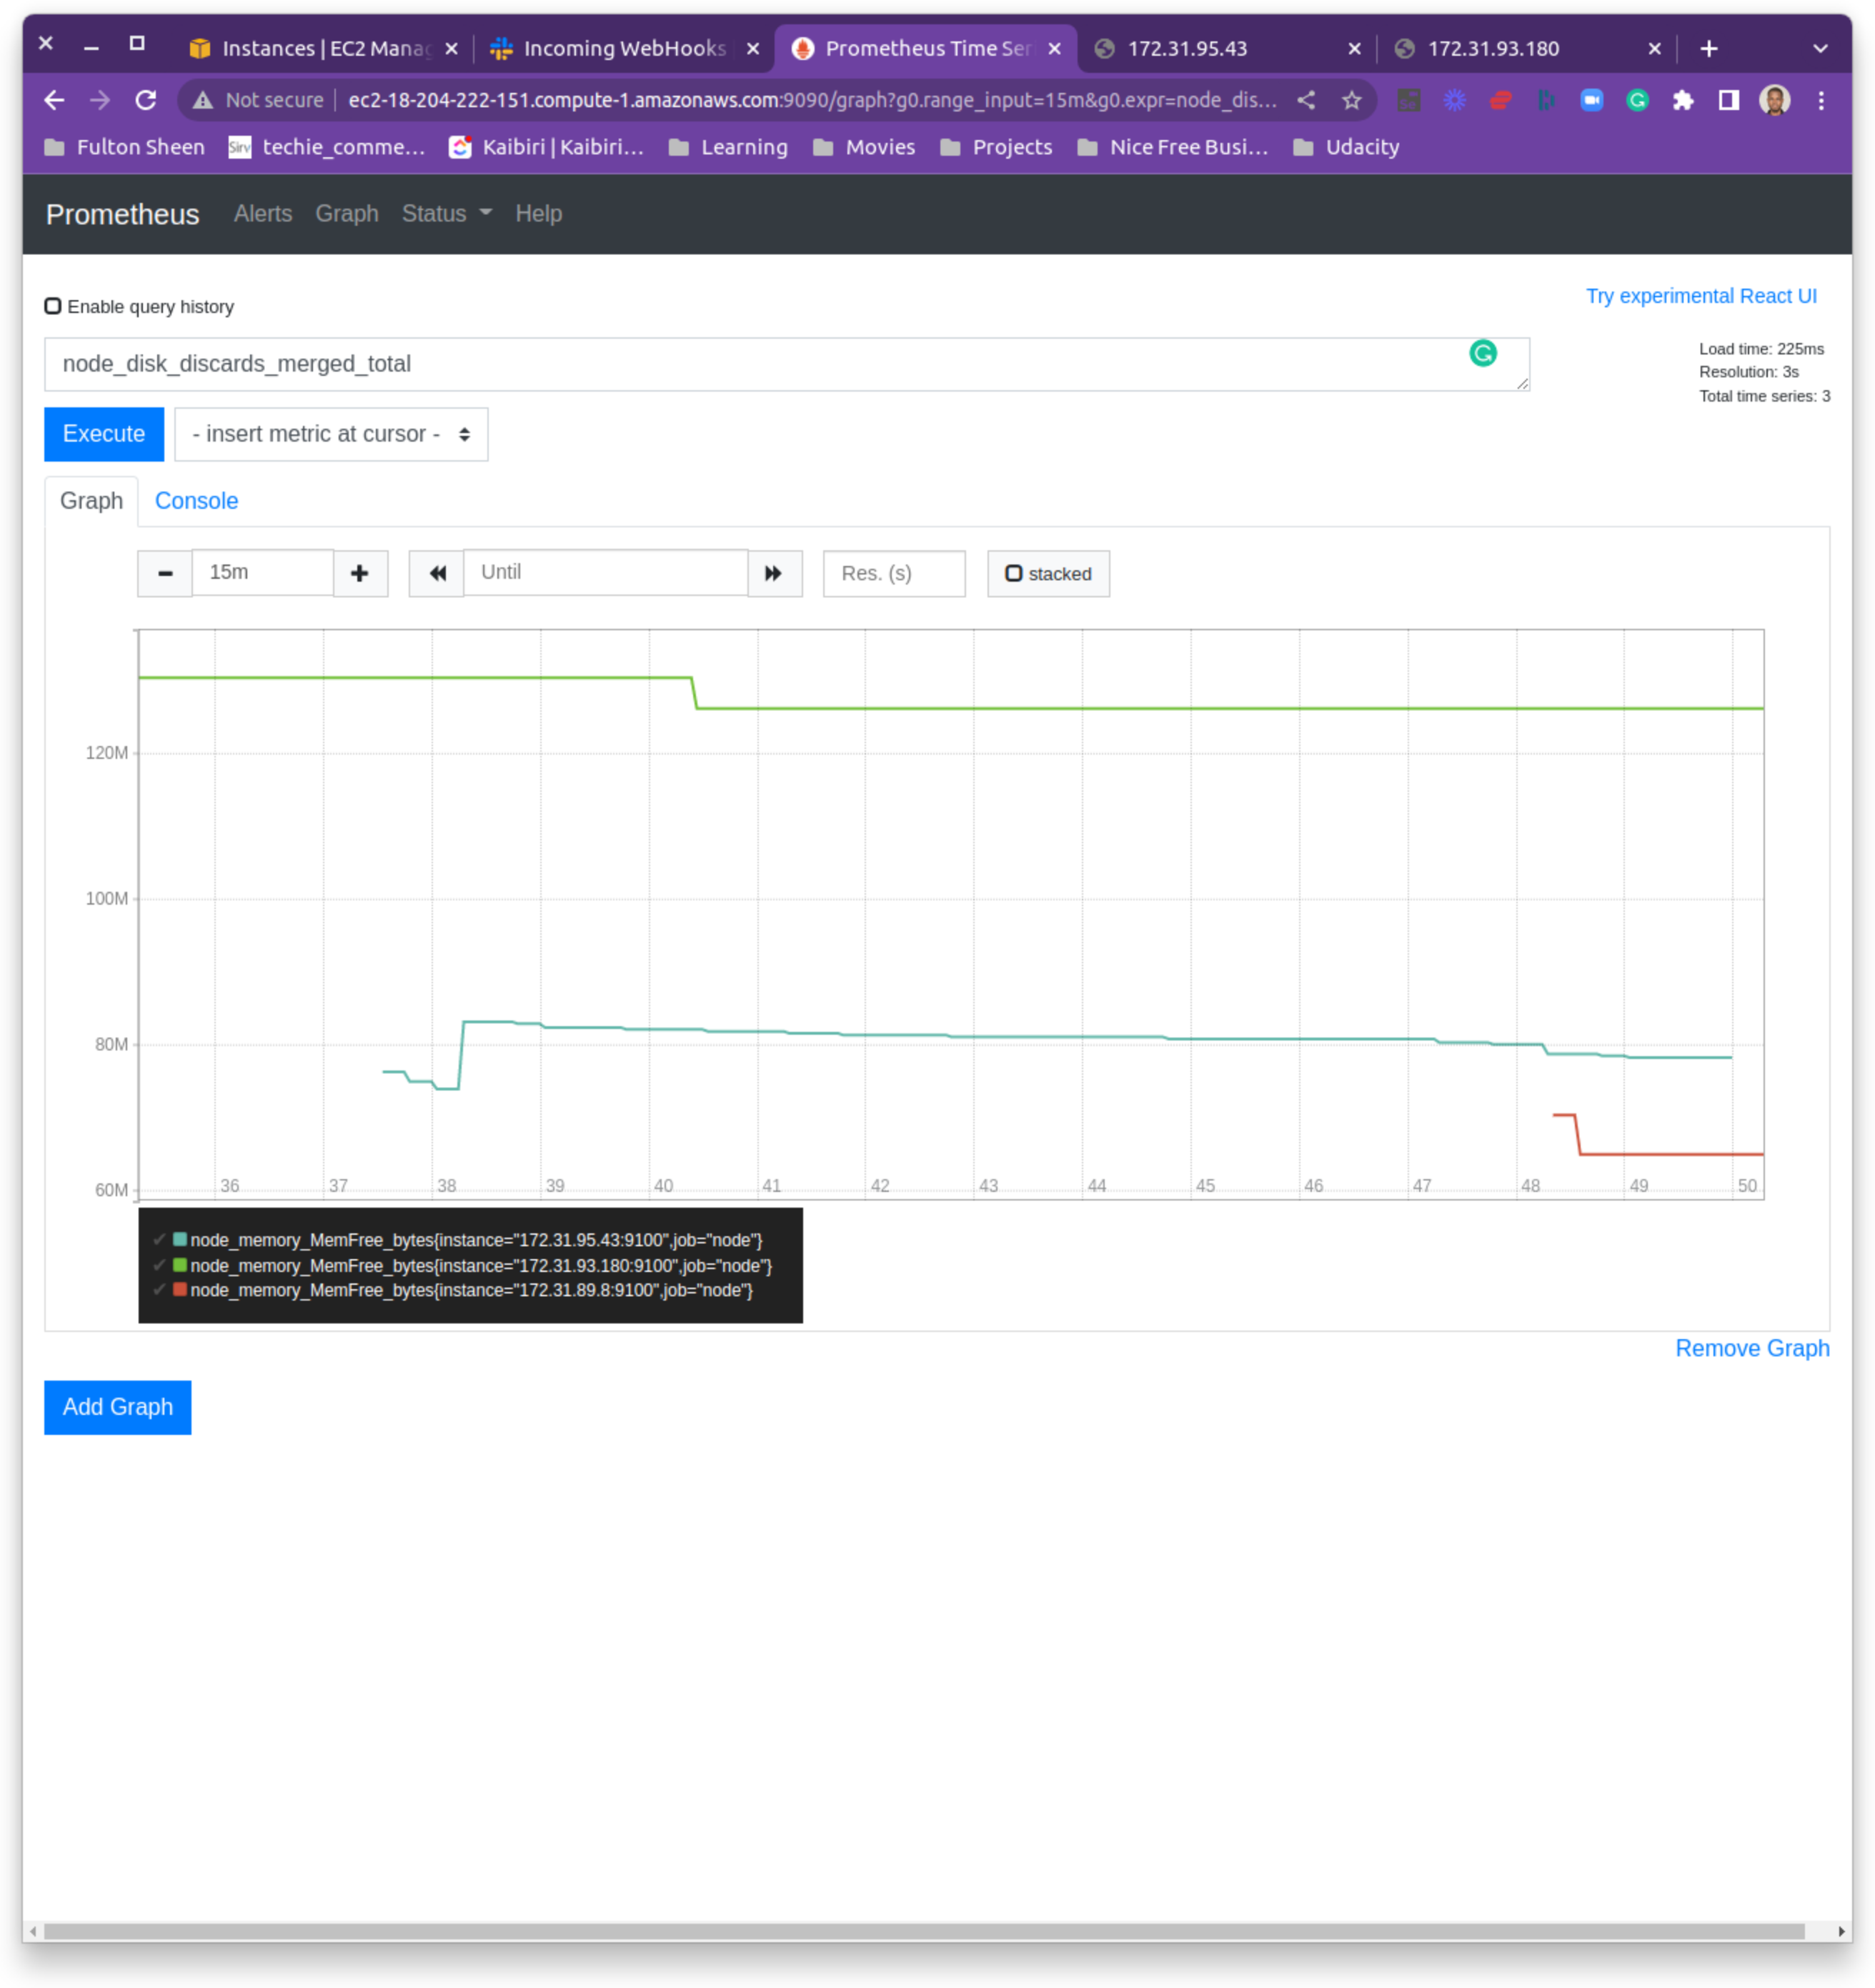 Instances | EC2 Manag
Incoming WebHooks
Prometheus Time Ser
172.31.95.43
172.31.93.180
Not secure
ec2-18-204-222-151.compute-1.amazonaws.com:9090/graph?g0.range_input=15m&g0.expr=node_dis...
Fulton Sheen
Sirv techie_comme...
Kaibiri | Kaibiri...
Learning
Movies
Projects
Nice Free Busi...
Udacity
Prometheus Alerts Graph Status Help
Enable query history
Try experimental React UI
node_disk_discards_merged_total
Load time: 225ms
Resolution: 3s
Total time series: 3
Execute
- insert metric at cursor -
Graph Console
15m
Until
Res. (s)
stacked
120M
100M
80M
60M
36 37 38 39 40 41 42 43 44 45 46 47 48 49 50
node_memory_MemFree_bytes{instance="172.31.95.43:9100",job="node"}
node_memory_MemFree_bytes{instance="172.31.93.180:9100",job="node"}
node_memory_MemFree_bytes{instance="172.31.89.8:9100",job="node"}
Remove Graph
Add Graph